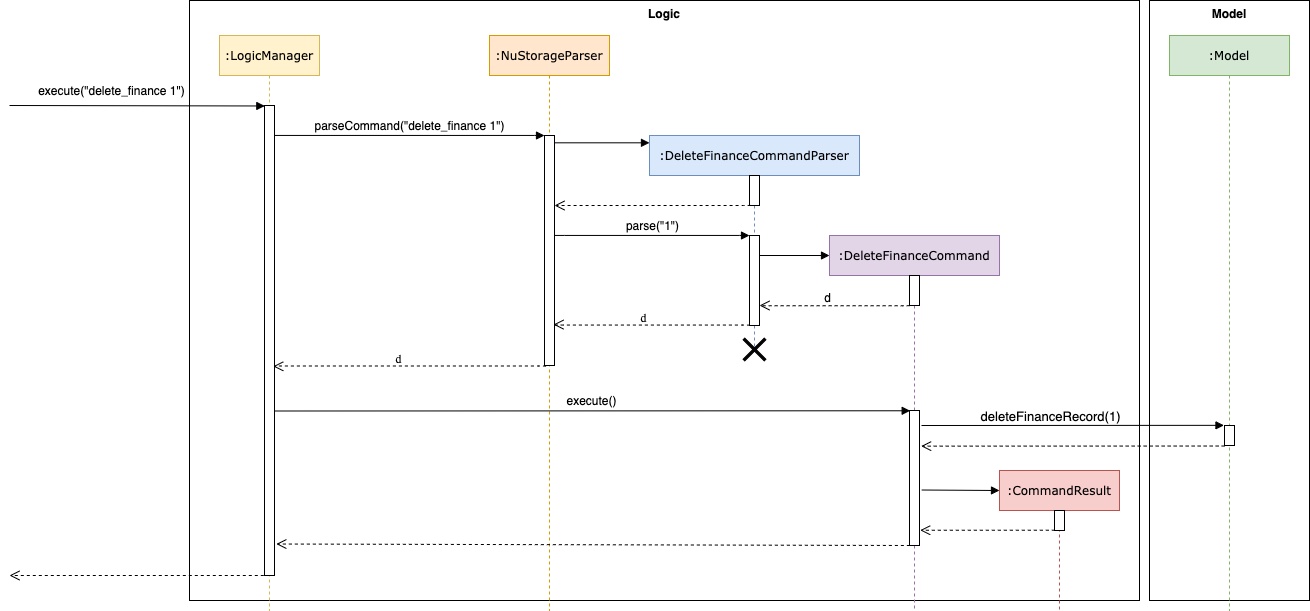 Logic
Model
:LogicManager
:NuStorageParser
:Model
execute("delete_finance 1")
parseCommand("delete_finance 1")
:DeleteFinanceCommandParser
parse("1")
:DeleteFinanceCommand
d
d
d
execute()
deleteFinanceRecord(1)
:CommandResult